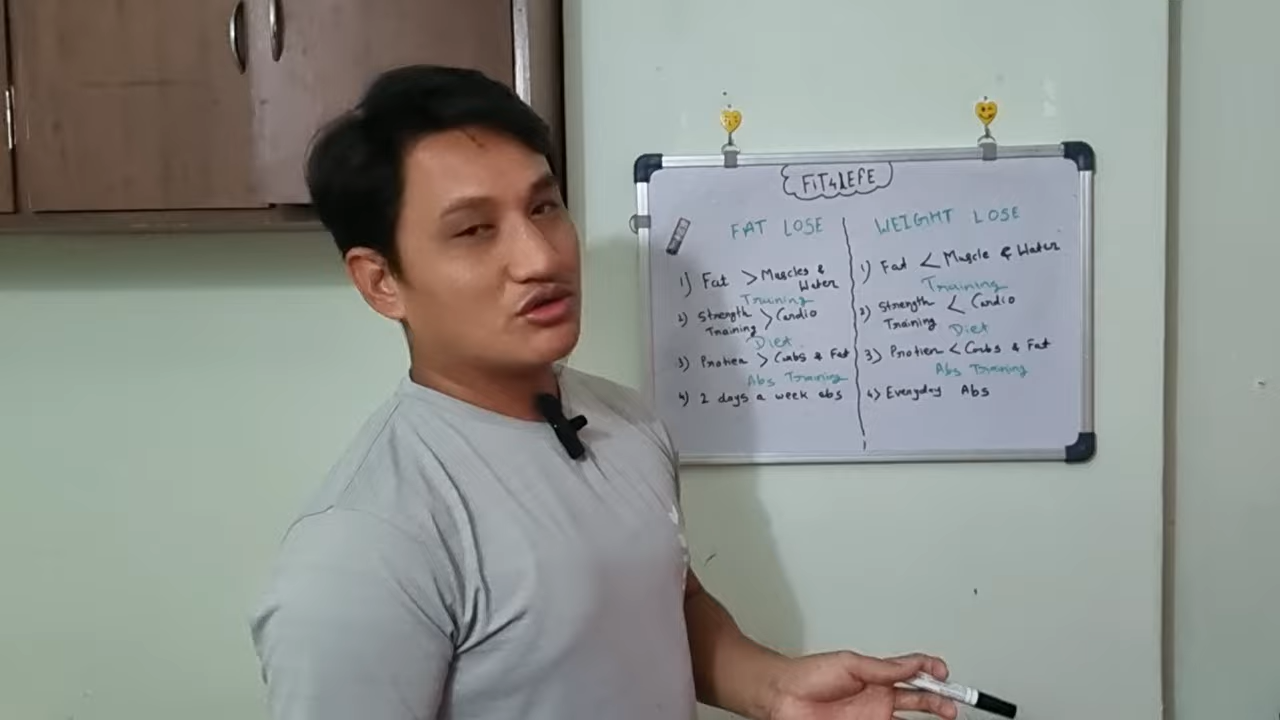 FIT4LEFE
FAT LOSE
1) Fat > Muscles &
Water
Training
2) Strength > Cardio
Training
Diet
3) Protien > Carbs & Fat
Abs Training
4) 2 days a week abs
WEIGHT LOSE
1) Fat < Muscle & Water
Training
2) Strength < Cardio
Training
Diet
3) Protien < Carbs & Fat
Abs Training
4) Everyday Abs